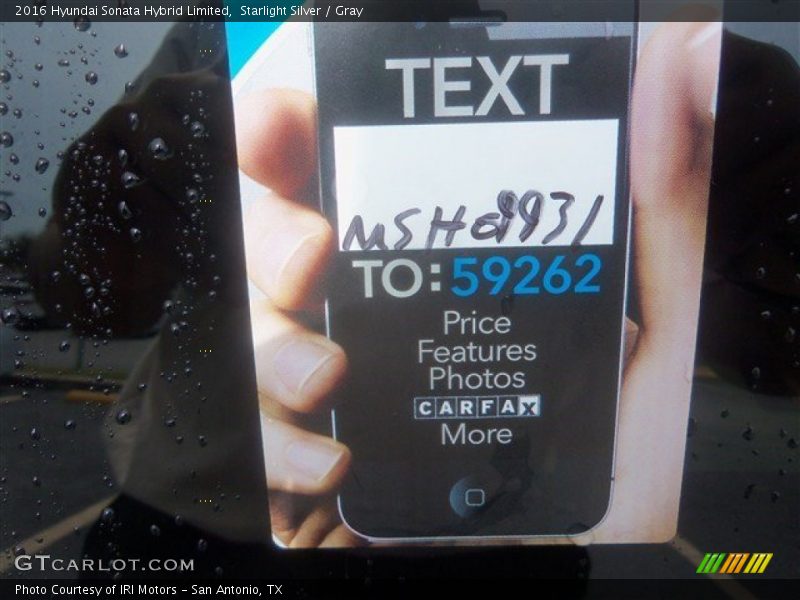 2016 Hyundai Sonata Hybrid Limited,  Starlight Silver / Gray
TEXT
TO: 59262
Price
Features
Photos
CARFAX
More
GTCARLOT.COM
Photo Courtesy of IRI Motors - San Antonio, TX